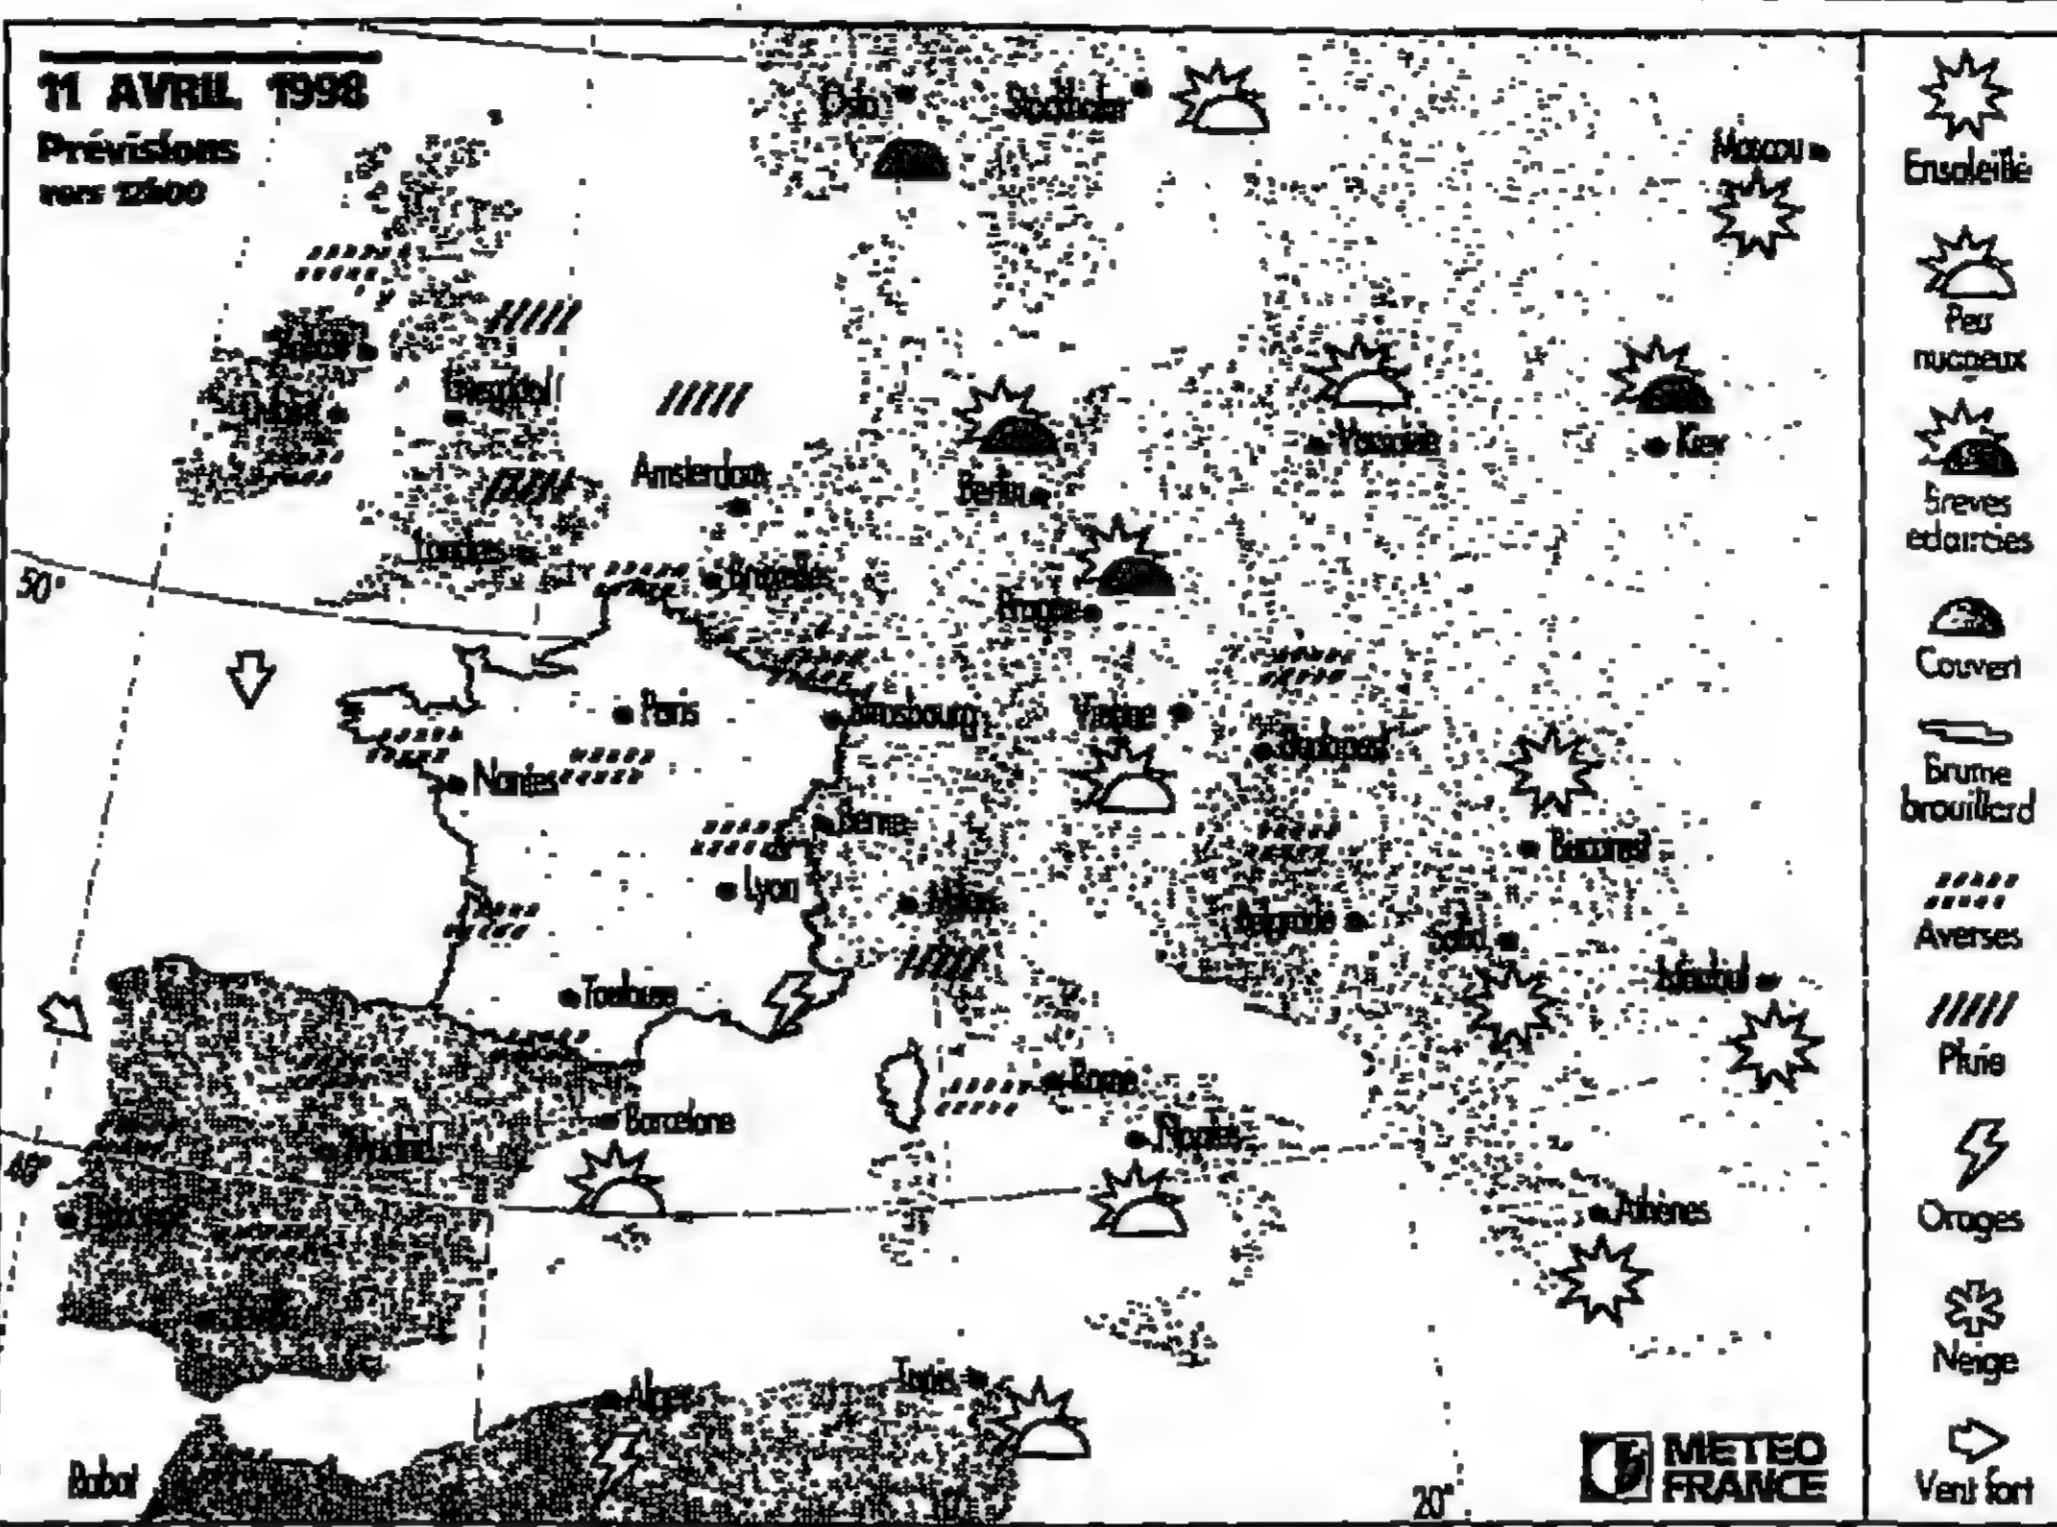 11 AVRIL 1998
Prévisions
vers 12h00
Oslo
Stockholm
Moscou
Dublin
Liverpool
Amsterdam
Berlin
Varsovie
Kiev
Londres
Bruxelles
50°
Prague
Paris
Strasbourg
Vienne
Budapest
Nantes
Berne
Bucarest
Lyon
Milan
Belgrade
Sofia
Istanbul
Toulouse
Rome
Barcelone
Naples
Madrid
40°
Athènes
Alger
Tunis
Rabat
20°
METEO
FRANCE
Ensoleillé
Peu
nuageux
Brèves
éclaircies
Couvert
Brume
brouillard
Averses
Pluie
Orages
Neige
Vent fort